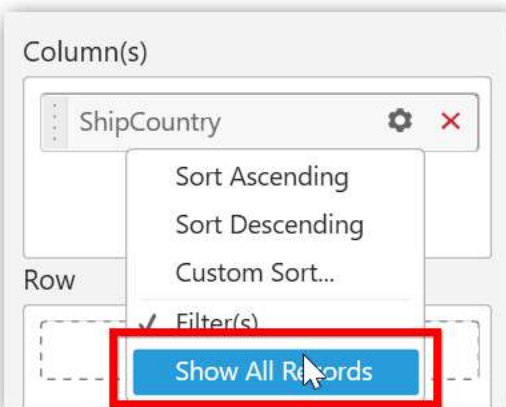 Column(s)
ShipCountry
Sort Ascending
Sort Descending
Custom Sort...
Row
Filter(s)
Show All Records